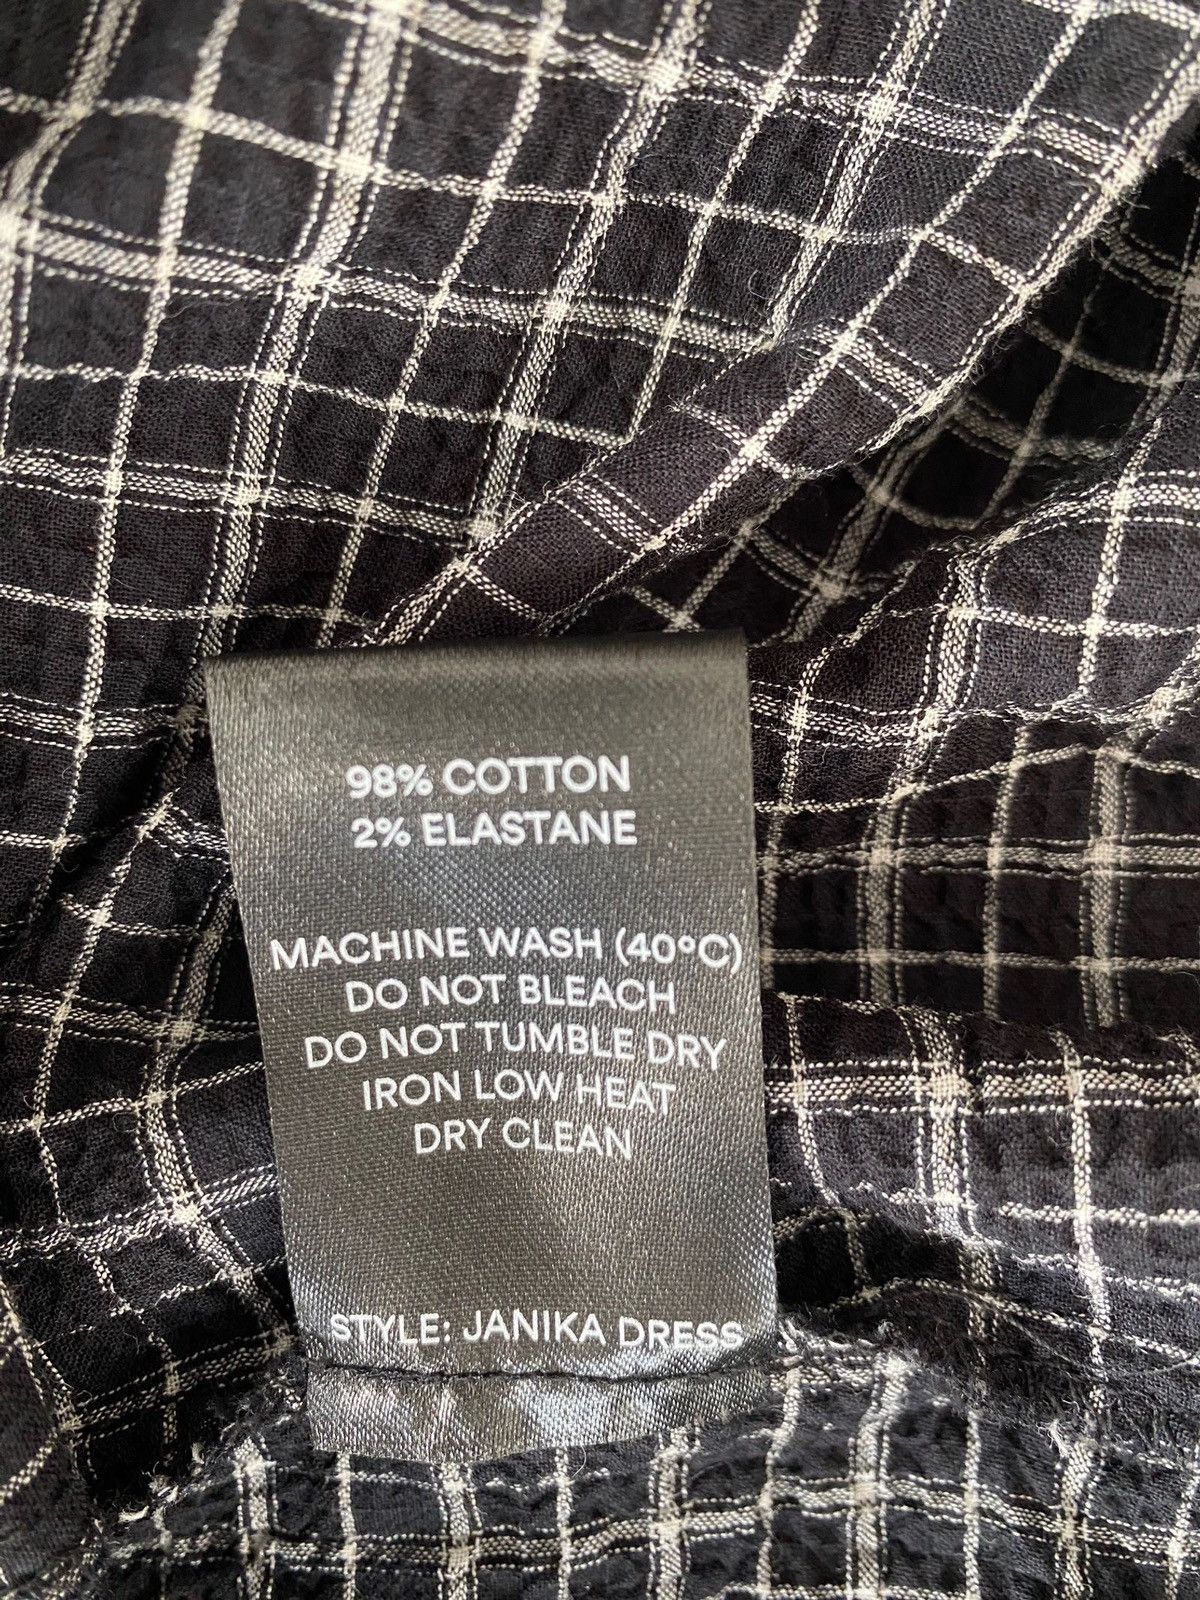 98% COTTON
2% ELASTANE
MACHINE WASH (40°C)
DO NOT BLEACH
DO NOT TUMBLE DRY
IRON LOW HEAT
DRY CLEAN
STYLE: JANIKA DRESS